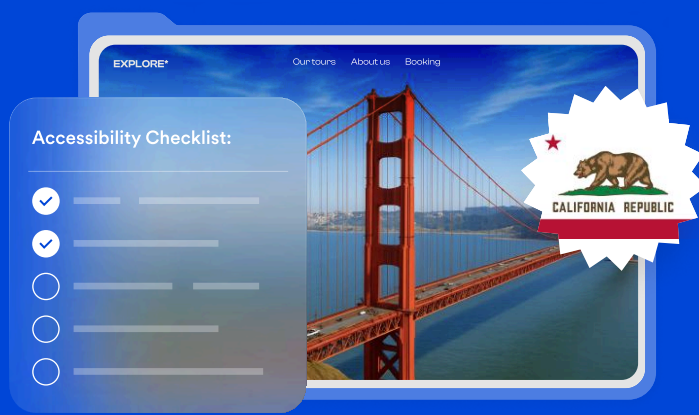 EXPLORE*
Our tours
About us
Booking
Accessibility Checklist:
CALIFORNIA REPUBLIC